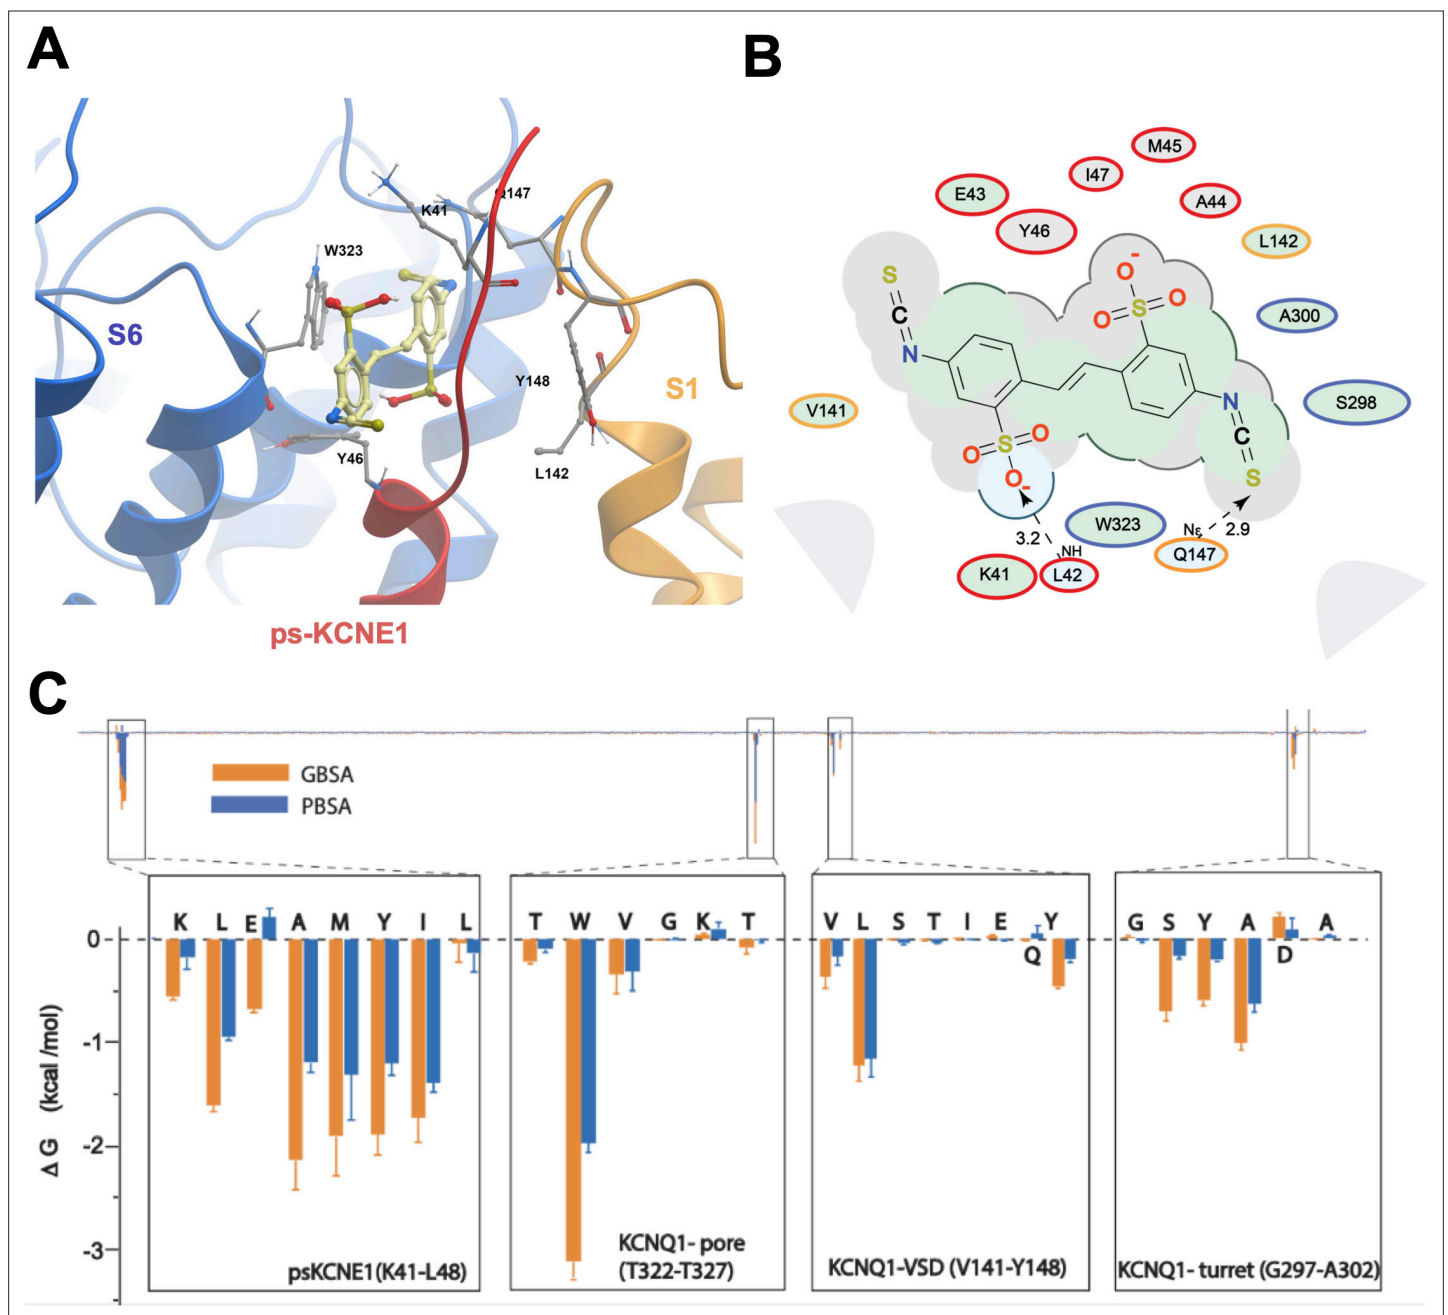 A
B
Q147
K41
W323
S6
Y148
S1
Y46
L142
ps-KCNE1
M45
I47
E43
A44
Y46
L142
S
O-
C
S
O
O
A300
N
V141
S298
N
O
S
O
C
O-
S
W323
Nε
2.9
3.2
NH
Q147
K41
L42
C
GBSA
PBSA
K L E A M Y I L
T W V G K T
V L S T I E Q Y
G S Y A D A
0
-1
-2
-3
Δ G (kcal /mol)
psKCNE1(K41-L48)
KCNQ1- pore
(T322-T327)
KCNQ1-VSD (V141-Y148)
KCNQ1- turret (G297-A302)